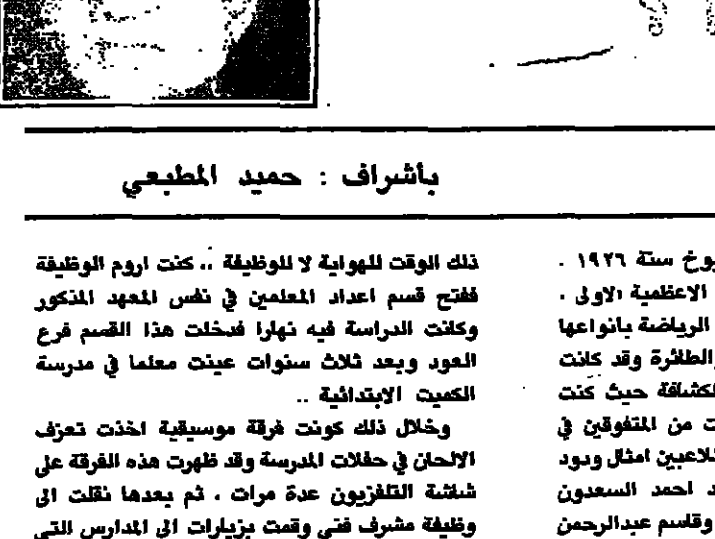 بأشراف : حميد المطبعي
يوخ سنة ١٩٢٦ .
الاعظمية الاولى .
الرياضة بانواعها
الطائرة وقد كانت
لكشافة حيث كنت
ت من المتفوقين في
للاعبين امثال ودود
د احمد السعدون
وقاسم عبدالرحمن
ذلك الوقت للهواية لا للوظيفة .. كنت اروم الوظيفة
ففتح قسم اعداد المعلمين في نفس المعهد المذكور
وكانت الدراسة فيه نهارا فدخلت هذا القسم فرع
العود وبعد ثلاث سنوات عينت معلما في مدرسة
الكميت الابتدائية ..
وخلال ذلك كونت فرقة موسيقية اخذت تعزف
الالحان في حفلات المدرسة وقد ظهرت هذه الفرقة على
شاشة التلفزيون عدة مرات . ثم بعدها نقلت الى
وظيفة مشرف فني وقمت بزيارات الى المدارس التي